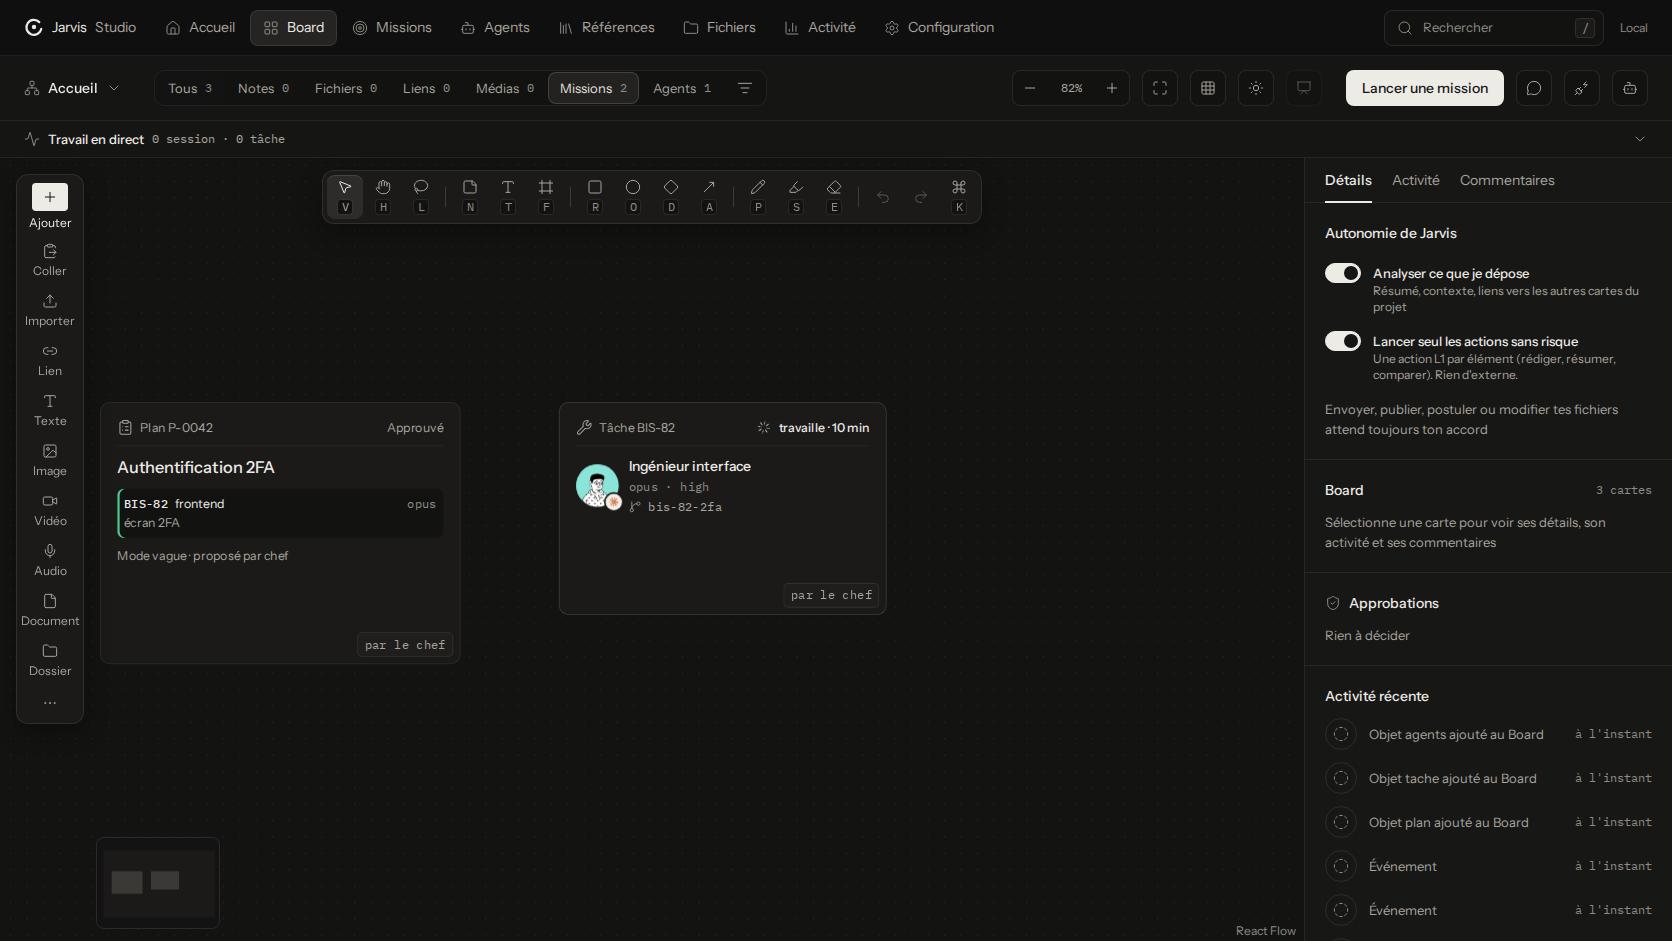 Jarvis Studio
Accueil
Board
Missions
Agents
Références
Fichiers
Activité
Configuration
Rechercher
/
Local
Accueil
Tous 3
Notes 0
Fichiers 0
Liens 0
Médias 0
Missions 2
Agents 1
82%
Lancer une mission
Travail en direct 0 session · 0 tâche
V
H
L
N
T
F
R
O
D
A
P
S
E
K
Ajouter
Coller
Importer
Lien
Texte
Image
Vidéo
Audio
Document
Dossier
...
Plan P-0042
Approuvé
Authentification 2FA
BIS-82 frontend
opus
écran 2FA
Mode vague · proposé par chef
par le chef
Tâche BIS-82
travaille · 10 min
Ingénieur interface
opus · high
bis-82-2fa
par le chef
React Flow
Détails
Activité
Commentaires
Autonomie de Jarvis
Analyser ce que je dépose
Résumé, contexte, liens vers les autres cartes du
projet
Lancer seul les actions sans risque
Une action L1 par élément (rédiger, résumer,
comparer). Rien d'externe.
Envoyer, publier, postuler ou modifier tes fichiers
attend toujours ton accord
Board
3 cartes
Sélectionne une carte pour voir ses détails, son
activité et ses commentaires
Approbations
Rien à décider
Activité récente
Objet agents ajouté au Board
à l'instant
Objet tache ajouté au Board
à l'instant
Objet plan ajouté au Board
à l'instant
Événement
à l'instant
Événement
à l'instant